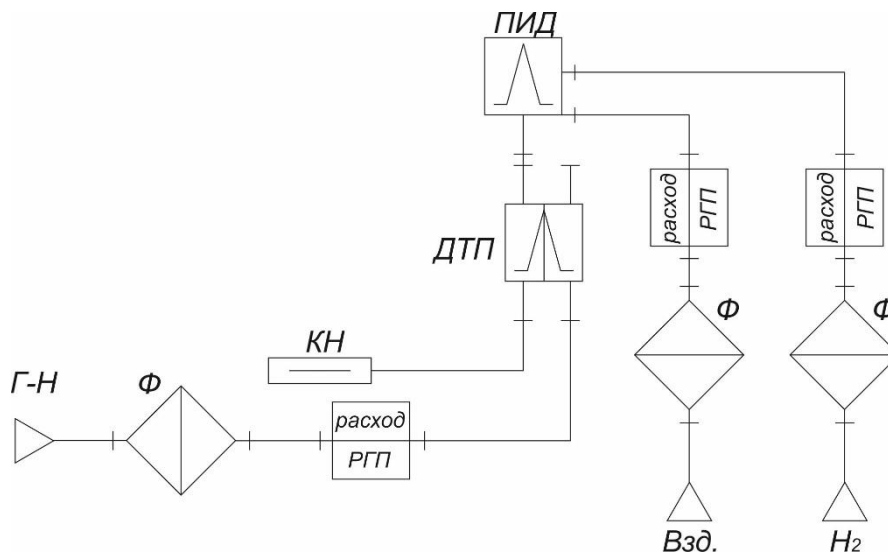 ПИД
расход
РГП
расход
РГП
ДТП
Ф
Ф
КН
Г-Н
Ф
расход
РГП
Взд.
H2